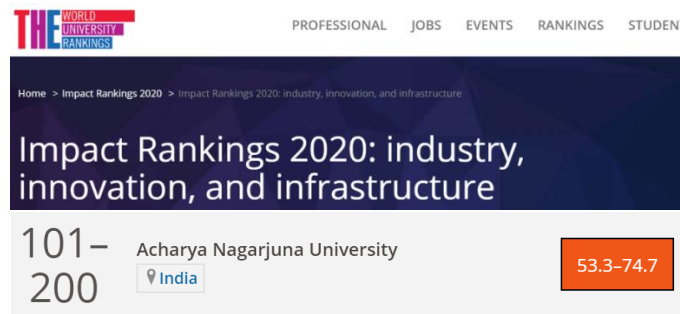 THE WORLD
UNIVERSITY
RANKINGS
PROFESSIONAL JOBS EVENTS RANKINGS STUDEN
Home > Impact Rankings 2020 > Impact Rankings 2020: industry, innovation, and infrastructure
Impact Rankings 2020: industry,
innovation, and infrastructure
101–
200
Acharya Nagarjuna University
India
53.3–74.7